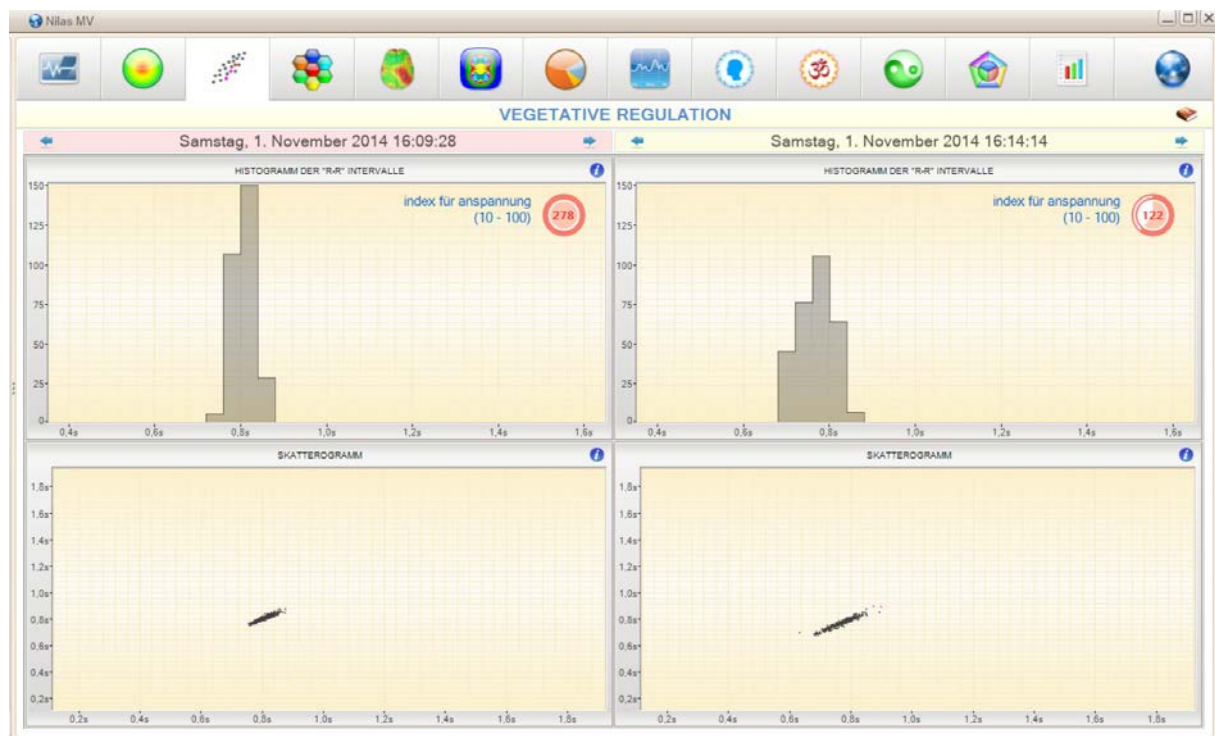 Nilas MV
VEGETATIVE REGULATION
Samstag, 1. November 2014 16:09:28
HISTOGRAMM DER "R-R" INTERVALLE
index für anspannung
(10 - 100)
278
150
125
100
75
50
25
0
0,4s 0,6s 0,8s 1,0s 1,2s 1,4s 1,6s
SKATTEROGRAMM
1,8s
1,6s
1,4s
1,2s
1,0s
0,8s
0,6s
0,4s
0,2s
0,2s 0,4s 0,6s 0,8s 1,0s 1,2s 1,4s 1,6s 1,8s
Samstag, 1. November 2014 16:14:14
HISTOGRAMM DER "R-R" INTERVALLE
index für anspannung
(10 - 100)
122
150
125
100
75
50
25
0
0,4s 0,6s 0,8s 1,0s 1,2s 1,4s 1,6s
SKATTEROGRAMM
1,8s
1,6s
1,4s
1,2s
1,0s
0,8s
0,6s
0,4s
0,2s
0,2s 0,4s 0,6s 0,8s 1,0s 1,2s 1,4s 1,6s 1,8s